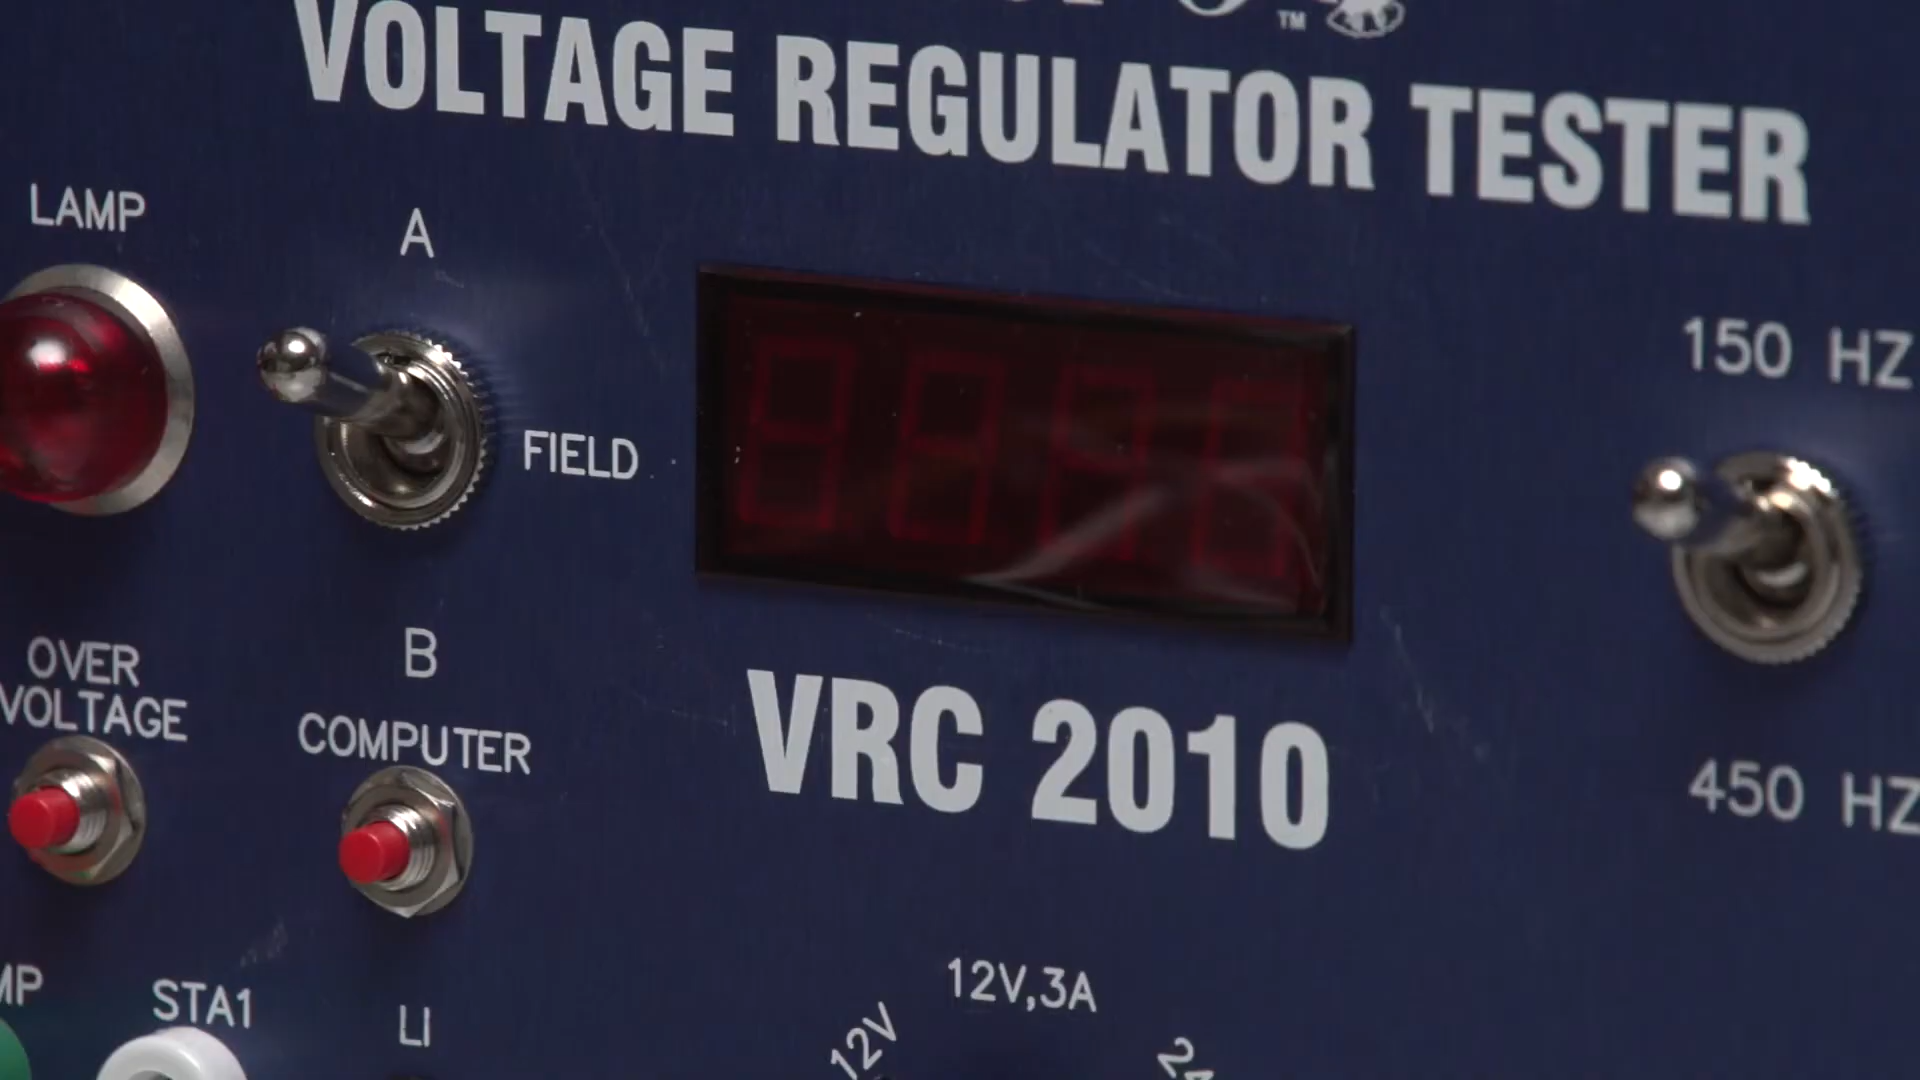 ™
VOLTAGE REGULATOR TESTER
LAMP
A
150 HZ
FIELD
B
OVER
VOLTAGE
COMPUTER
VRC 2010
450 HZ
12V,3A
STA1
LI
12V